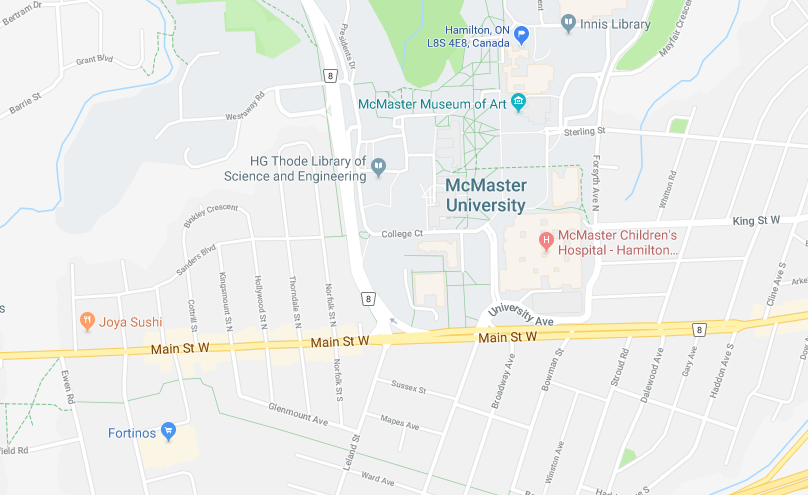 Bertram Dr
Grant Blvd
Barrie St
Westaway Rd
Presidents Dr
8
Hamilton, ON
L8S 4E8, Canada
Innis Library
Mayfair Crescent
McMaster Museum of Art
Sterling St
HG Thode Library of
Science and Engineering
McMaster
University
Forsyth Ave N
Whitton Rd
King St W
Binkley Crescent
Sanders Blvd
College Ct
McMaster Children's
Hospital - Hamilton...
Cline Ave S
Cottrill St
Kingsmount St N
Hollywood St N
Thorndale St N
Norfolk St N
8
University Ave
Joya Sushi
Main St W
Main St W
Main St W
8
Ewen Rd
Norfolk St S
Sussex St
Broadway Ave
Bowman St
Stroud Rd
Dalewood Ave
Gary Ave
Haddon Ave S
Glenmount Ave
Mapes Ave
Fortinos
Leland St
Ward Ave
Winston Ave